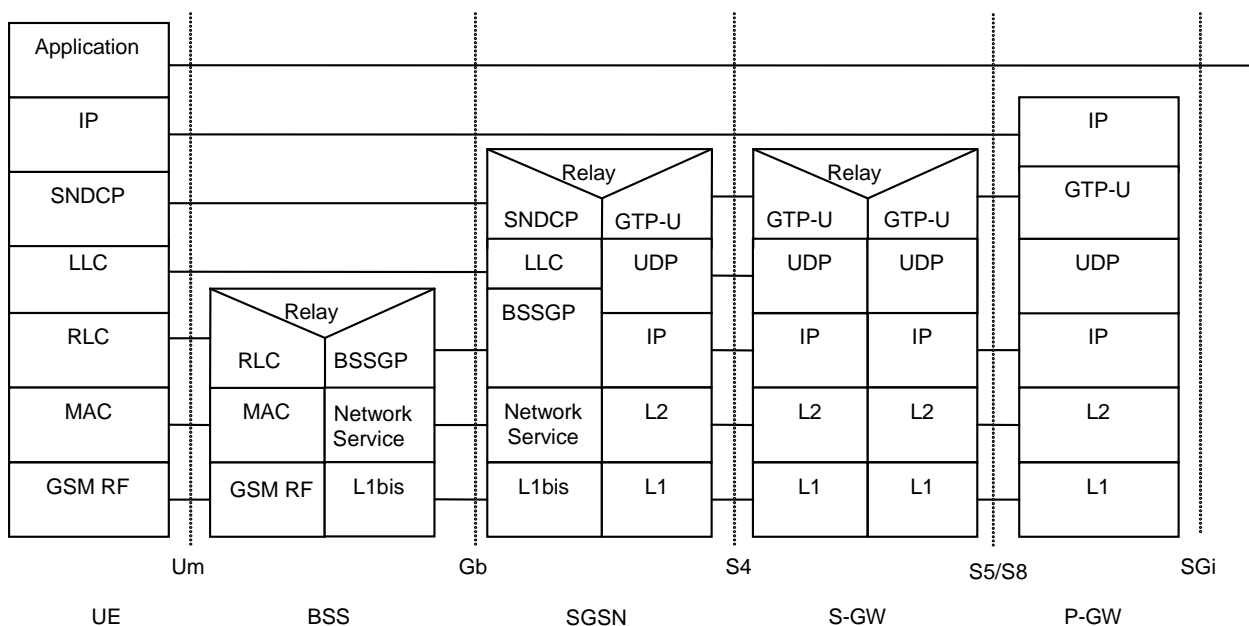 Application
IP
IP
Relay
Relay
SNDCP
GTP-U
SNDCP
GTP-U
GTP-U
GTP-U
LLC
LLC
UDP
UDP
UDP
UDP
Relay
BSSGP
RLC
IP
IP
IP
IP
RLC
BSSGP
MAC
MAC
Network
Service
Network
Service
L2
L2
L2
L2
GSM RF
GSM RF
L1bis
L1bis
L1
L1
L1
L1
Um
Gb
S4
S5/S8
SGi
UE
BSS
SGSN
S-GW
P-GW